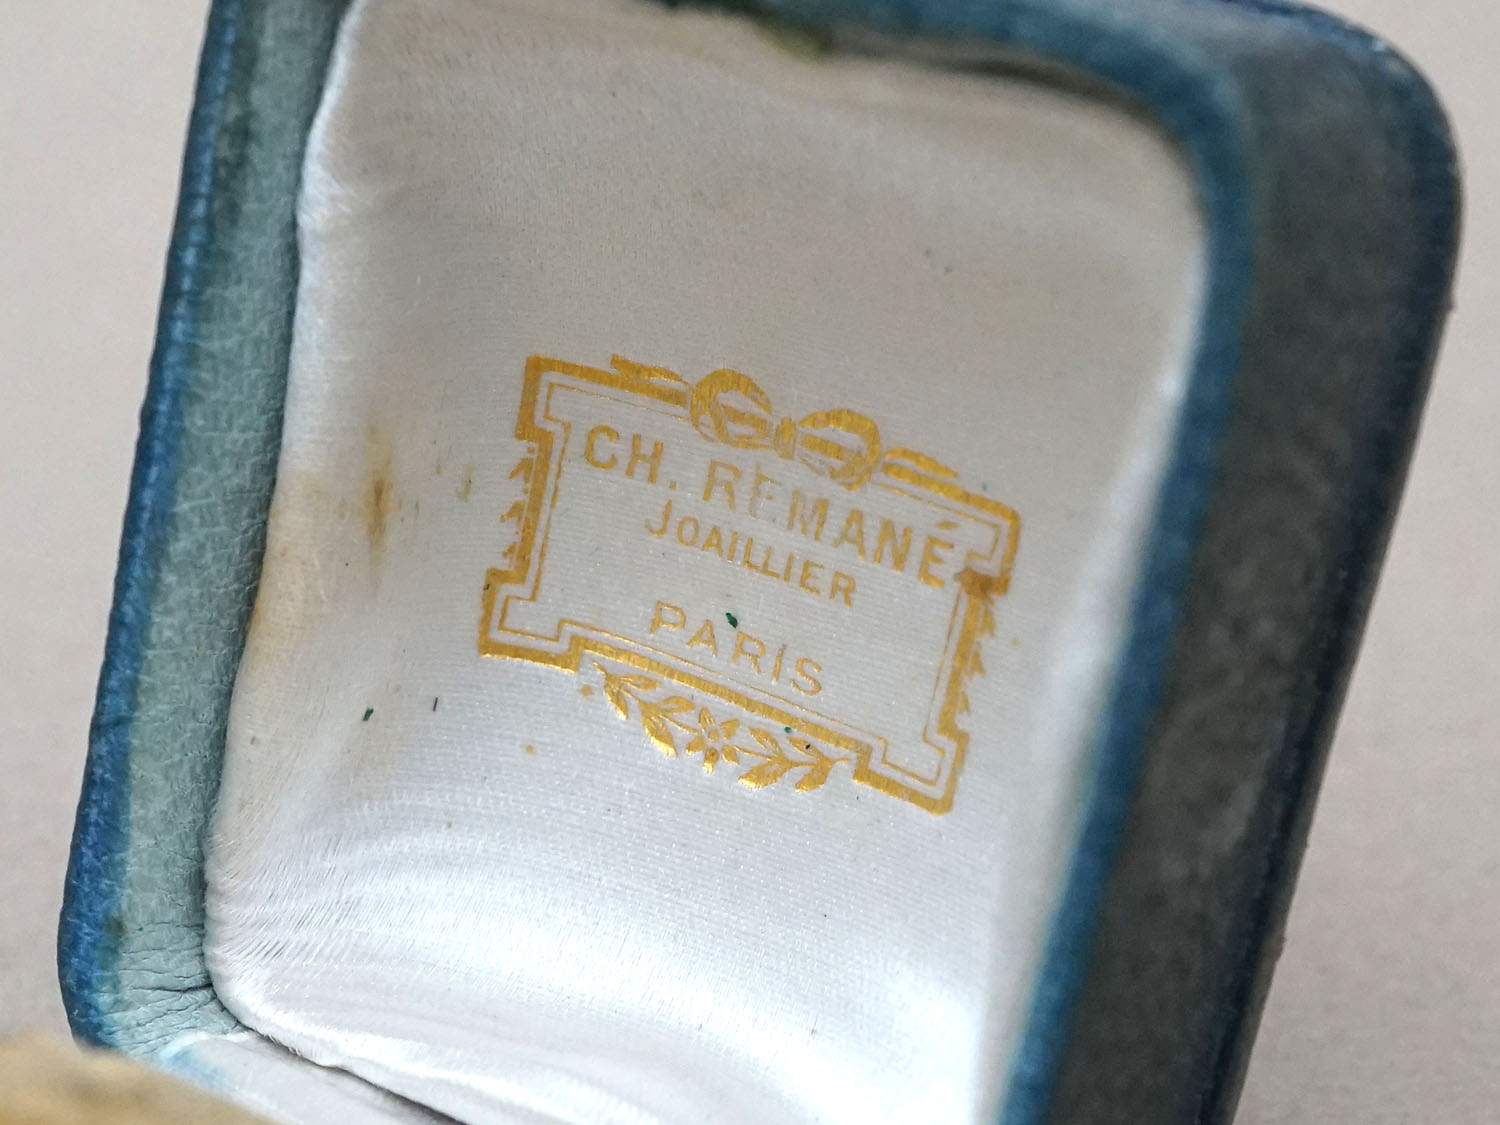 CH. REMANÉ
JOAILLIER
PARIS